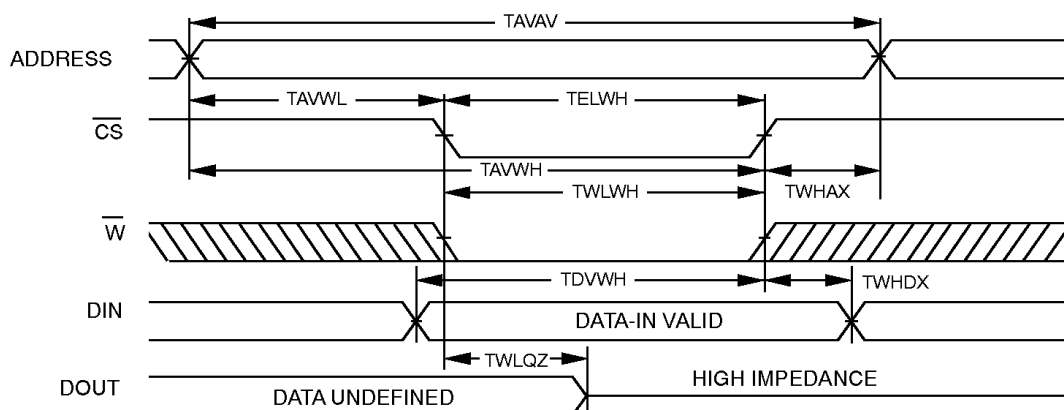 TAVAV
ADDRESS
TAVWL TELWH
C̅S̅
TAVWH
TWLWH TWHAX
W̅
TDVWH TWHDX
DIN DATA-IN VALID
TWLQZ
DOUT DATA UNDEFINED HIGH IMPEDANCE